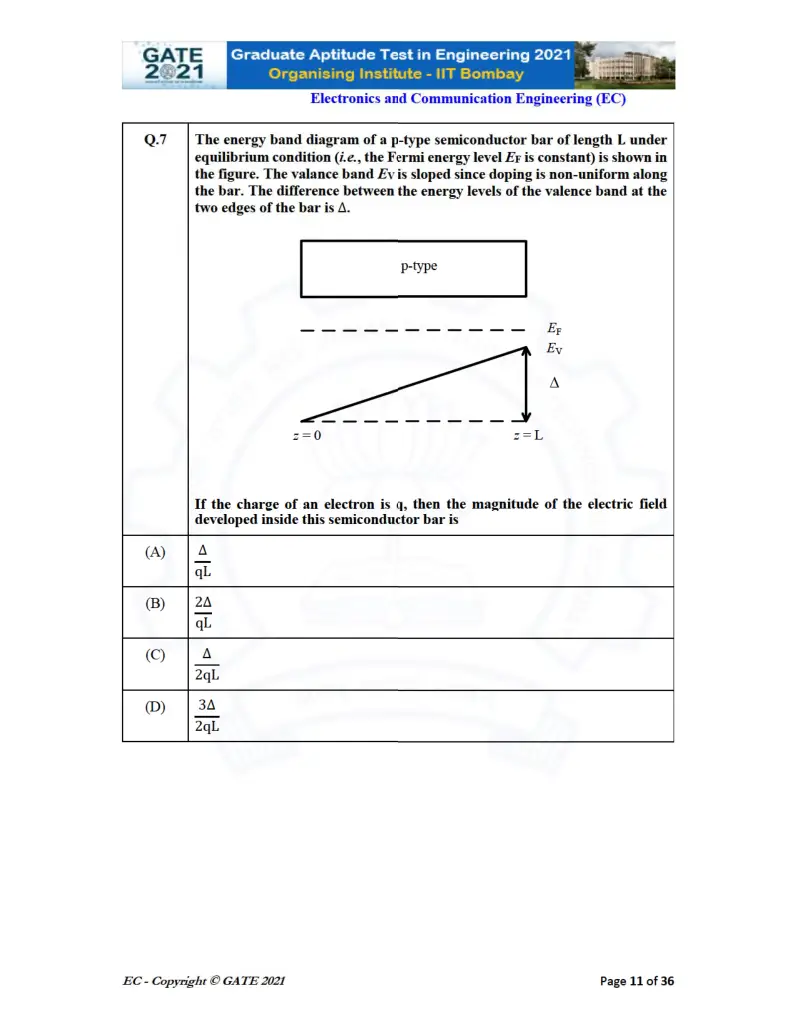 GATE
2021
Graduate Aptitude Test in Engineering 2021
Organising Institute - IIT Bombay
Electronics and Communication Engineering (EC)
Q.7
The energy band diagram of a p-type semiconductor bar of length L under
equilibrium condition (i.e., the Fermi energy level EF is constant) is shown in
the figure. The valance band EV is sloped since doping is non-uniform along
the bar. The difference between the energy levels of the valence band at the
two edges of the bar is Δ.
p-type
EF
EV
Δ
z = 0
z = L
If the charge of an electron is q, then the magnitude of the electric field
developed inside this semiconductor bar is
(A)
Δ
qL
(B)
2Δ
qL
(C)
Δ
2qL
(D)
3Δ
2qL
EC - Copyright © GATE 2021
Page 11 of 36